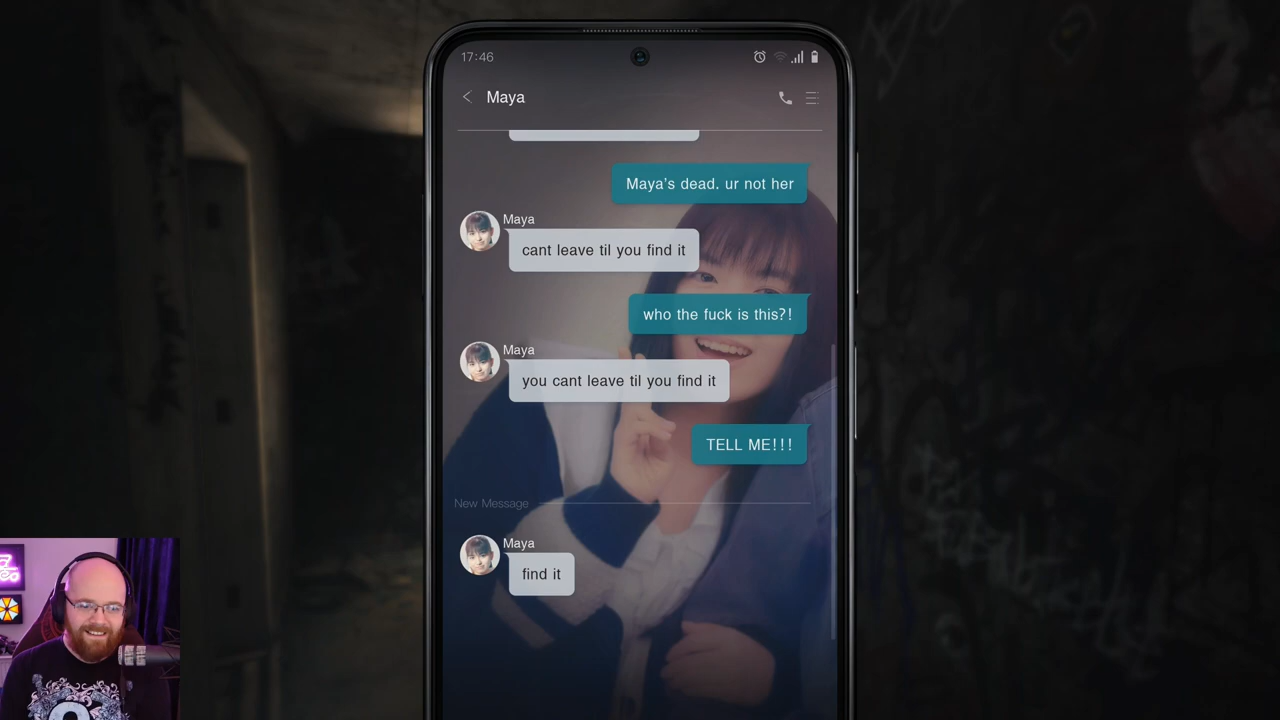 17:46
Maya
Maya's dead. ur not her
Maya
cant leave til you find it
who the fuck is this?!
Maya
you cant leave til you find it
TELL ME!!!
New Message
Maya
find it